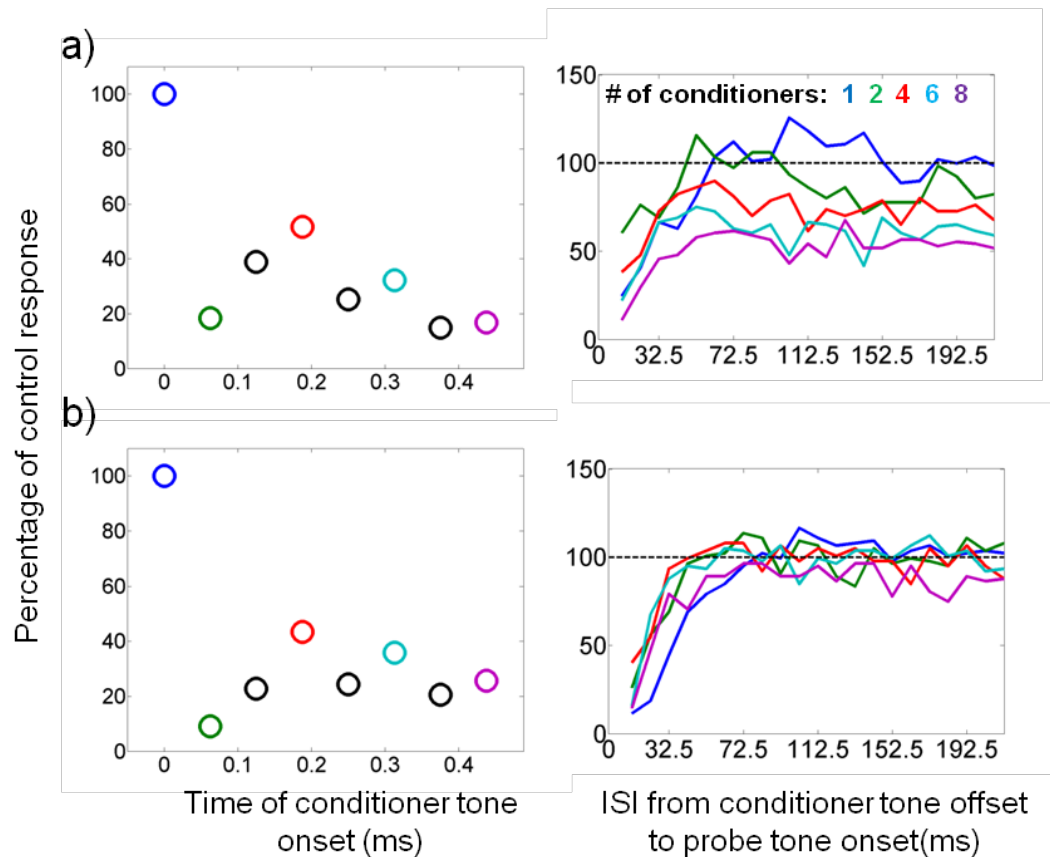 a)
100
80
60
40
20
0
0 0.1 0.2 0.3 0.4
150
100
50
0
# of conditioners: 1 2 4 6 8
0 32.5 72.5 112.5 152.5 192.5
b)
100
80
60
40
20
0
0 0.1 0.2 0.3 0.4
150
100
50
0
0 32.5 72.5 112.5 152.5 192.5
Percentage of control response
Time of conditioner tone
onset (ms)
ISI from conditioner tone offset
to probe tone onset(ms)